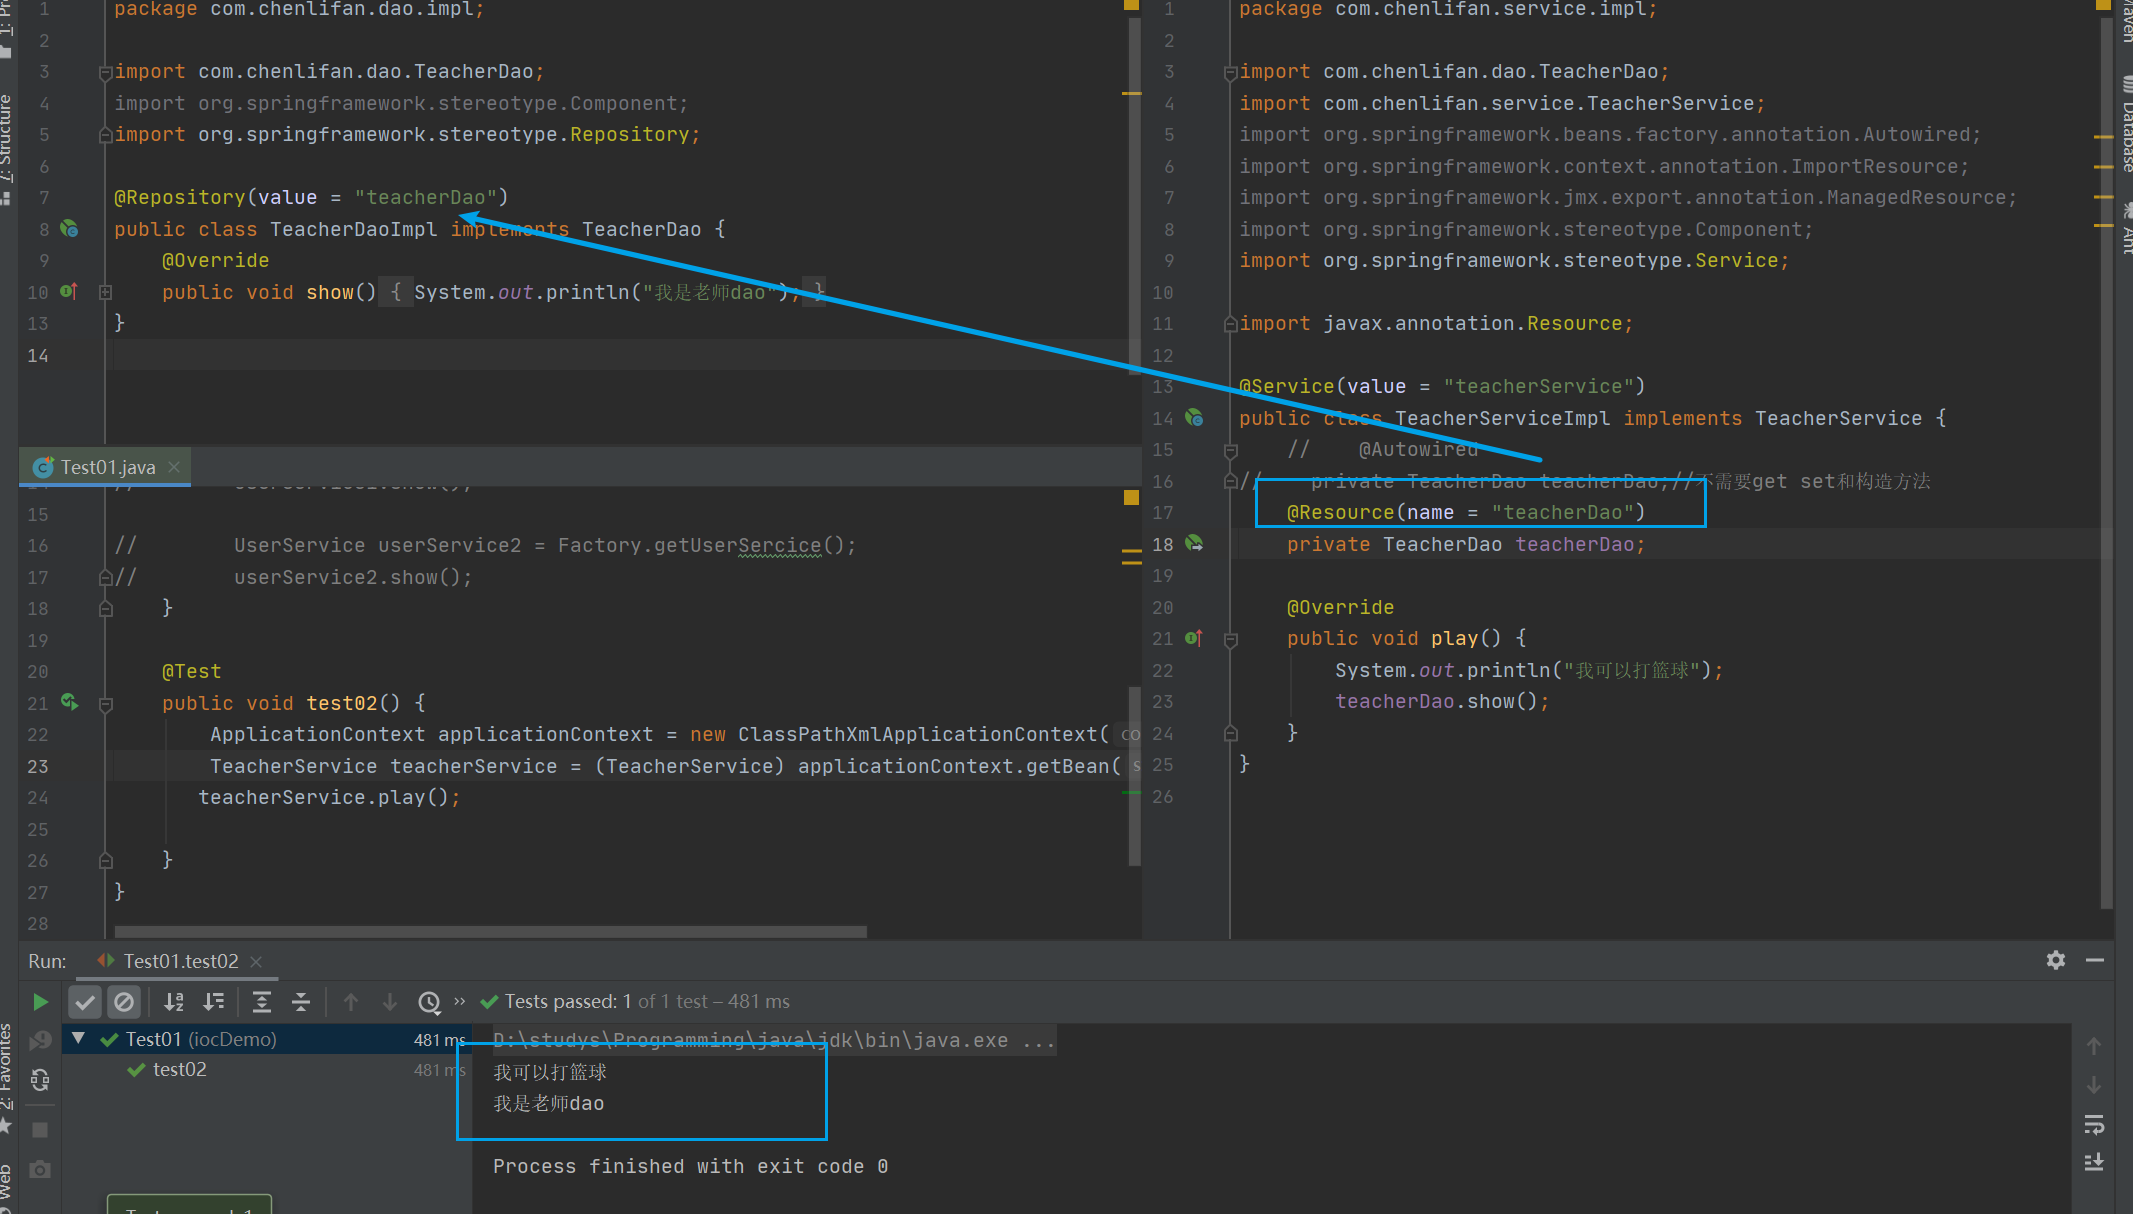 1 package com.chenlifan.dao.impl;
2
3 import com.chenlifan.dao.TeacherDao;
4 import org.springframework.stereotype.Component;
5 import org.springframework.stereotype.Repository;
6
7 @Repository(value = "teacherDao")
8 public class TeacherDaoImpl implements TeacherDao {
9 @Override
10 public void show() { System.out.println("我是老师dao"); }
13 }
14
Test01.java
15
16 // UserService userService2 = Factory.getUserSercice();
17 // userService2.show();
18 }
19
20 @Test
21 public void test02() {
22 ApplicationContext applicationContext = new ClassPathXmlApplicationContext( co
23 TeacherService teacherService = (TeacherService) applicationContext.getBean( s
24 teacherService.play();
25
26 }
27 }
28
1 package com.chenlifan.service.impl;
2
3 import com.chenlifan.dao.TeacherDao;
4 import com.chenlifan.service.TeacherService;
5 import org.springframework.beans.factory.annotation.Autowired;
6 import org.springframework.context.annotation.ImportResource;
7 import org.springframework.jmx.export.annotation.ManagedResource;
8 import org.springframework.stereotype.Component;
9 import org.springframework.stereotype.Service;
10
11 import javax.annotation.Resource;
12
13 @Service(value = "teacherService")
14 public class TeacherServiceImpl implements TeacherService {
15 // @Autowired
16 // private TeacherDao teacherDao;//不需要get set和构造方法
17 @Resource(name = "teacherDao")
18 private TeacherDao teacherDao;
19
20 @Override
21 public void play() {
22 System.out.println("我可以打篮球");
23 teacherDao.show();
24 }
25 }
26
Run: Test01.test02
Tests passed: 1 of 1 test – 481 ms
Test01 (iocDemo) 481 ms
test02 481 ms
D:\studys\Programming\java\jdk\bin\java.exe ...
我可以打篮球
我是老师dao
Process finished with exit code 0
7: Structure
2: Favorites
Web
Maven
Database
Ant